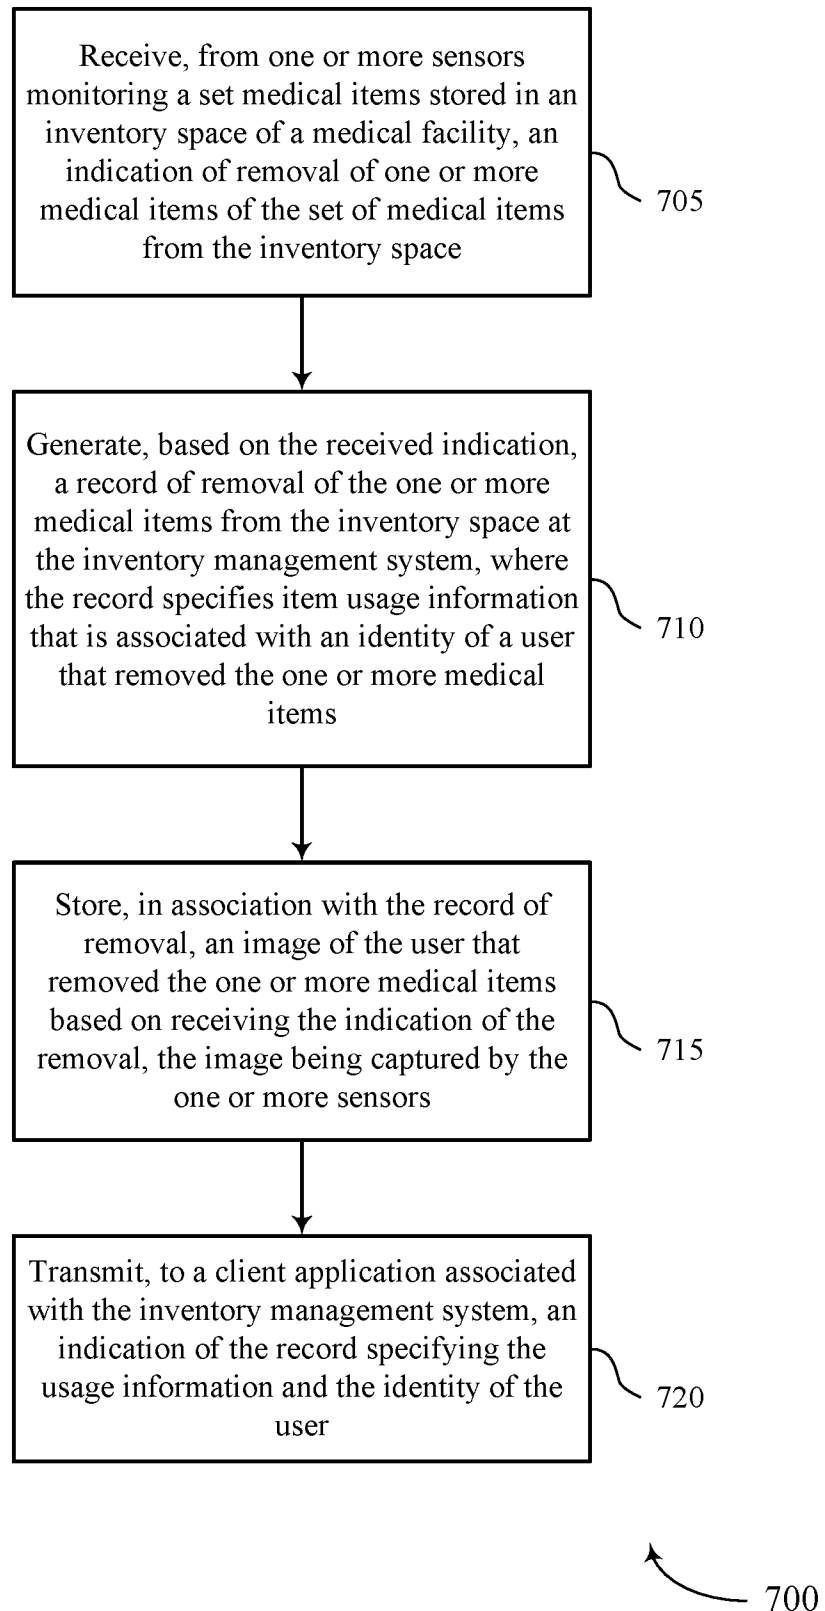 Receive, from one or more sensors
monitoring a set medical items stored in an
inventory space of a medical facility, an
indication of removal of one or more
medical items of the set of medical items
from the inventory space
705
Generate, based on the received indication,
a record of removal of the one or more
medical items from the inventory space at
the inventory management system, where
the record specifies item usage information
that is associated with an identity of a user
that removed the one or more medical
items
710
Store, in association with the record of
removal, an image of the user that
removed the one or more medical items
based on receiving the indication of the
removal, the image being captured by the
one or more sensors
715
Transmit, to a client application associated
with the inventory management system, an
indication of the record specifying the
usage information and the identity of the
user
720
700